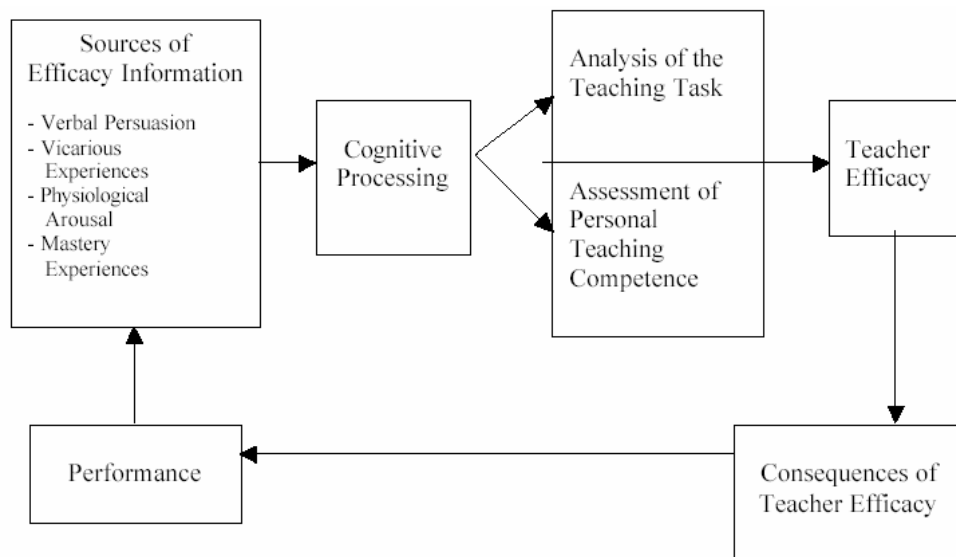 Sources of
Efficacy Information
- Verbal Persuasion
- Vicarious
Experiences
- Physiological
Arousal
- Mastery
Experiences
Cognitive
Processing
Analysis of the
Teaching Task
Assessment of
Personal
Teaching
Competence
Teacher
Efficacy
Consequences of
Teacher Efficacy
Performance